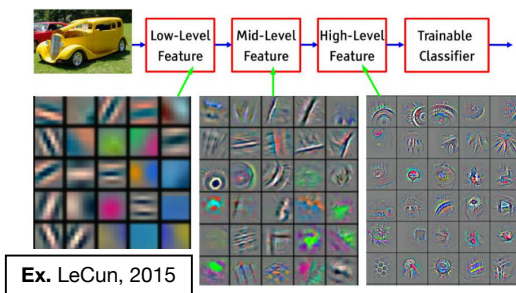 Low-Level
Feature
Mid-Level
Feature
High-Level
Feature
Trainable
Classifier
Ex. LeCun, 2015